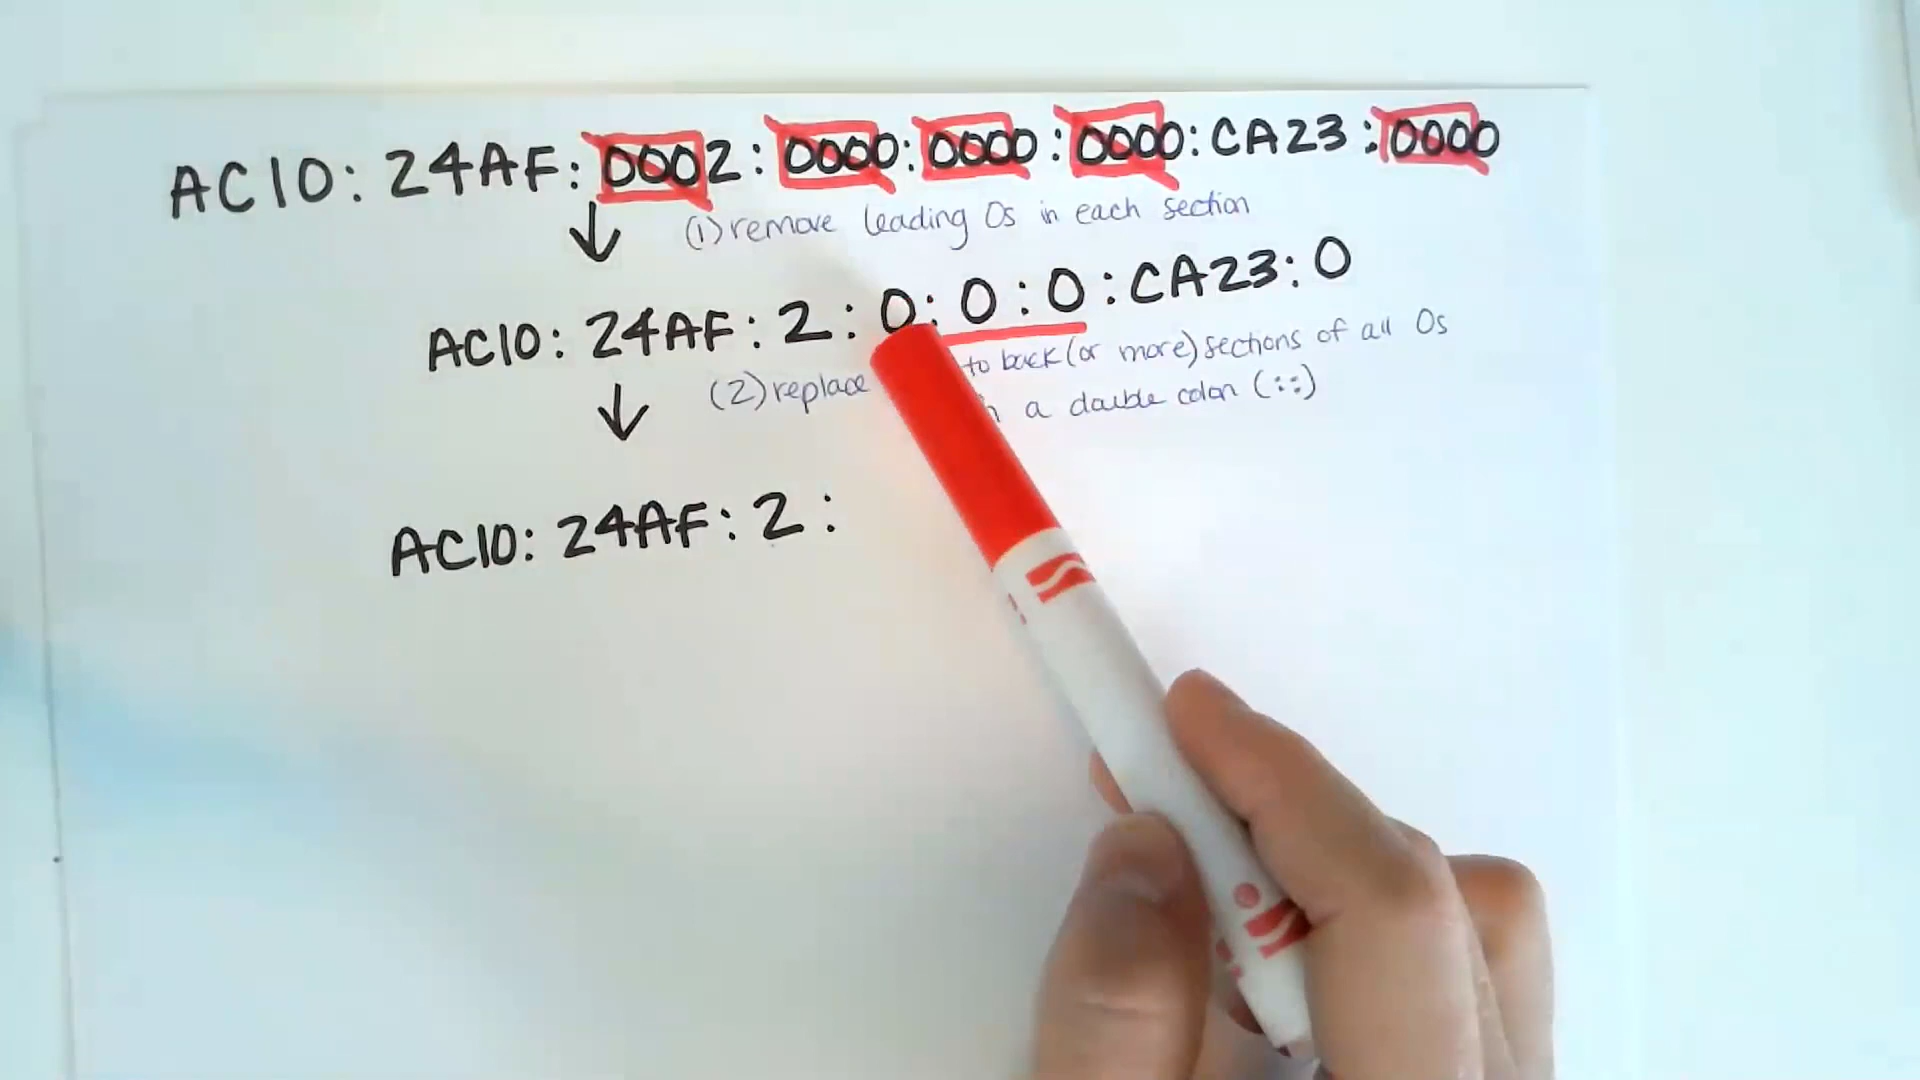 AC10: 24AF: 0002: 0000: 0000: 0000: CA23: 0000
(1) remove leading 0s in each section
AC10: 24AF: 2: 0: 0: 0: CA23: 0
(2) replace to back (or more) sections of all 0s
a double colon (::)
AC10: 24AF: 2: